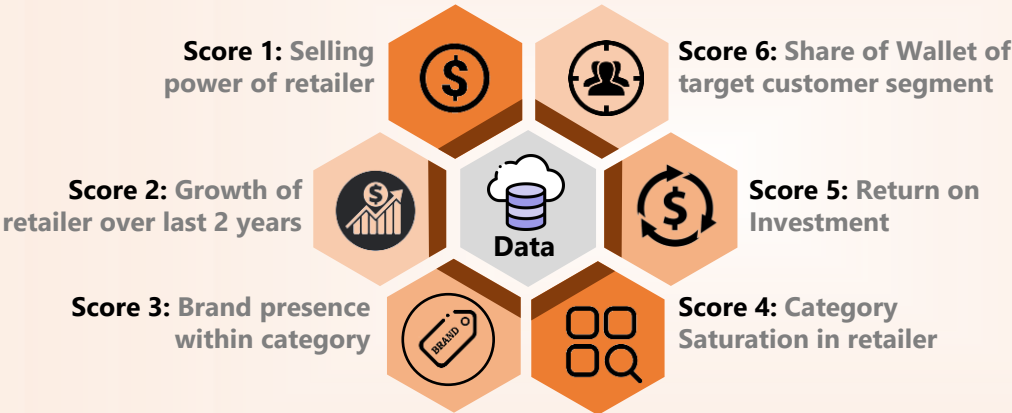 Score 1: Selling
power of retailer
Score 6: Share of Wallet of
target customer segment
Score 2: Growth of
retailer over last 2 years
Data
Score 5: Return on
Investment
Score 3: Brand presence
within category
BRAND
Score 4: Category
Saturation in retailer